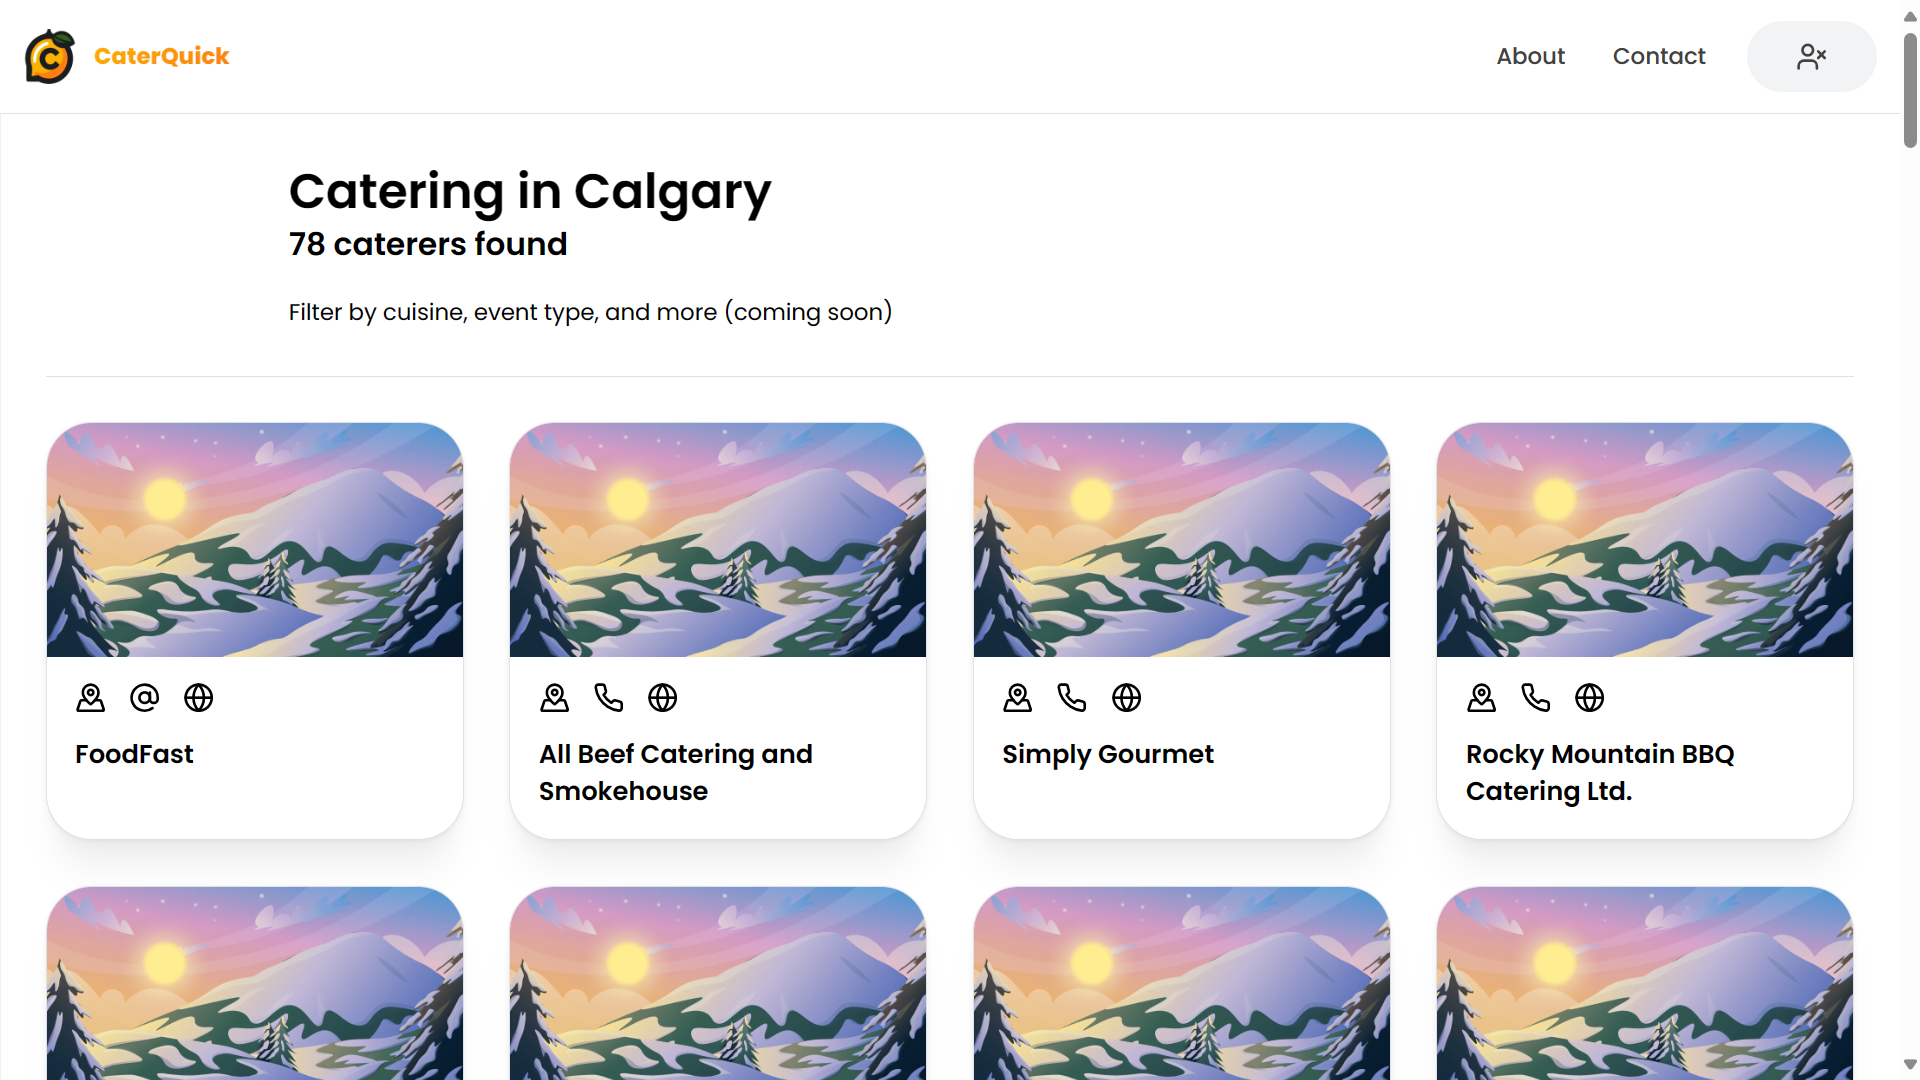 CaterQuick
About
Contact
Catering in Calgary
78 caterers found
Filter by cuisine, event type, and more (coming soon)
FoodFast
All Beef Catering and
Smokehouse
Simply Gourmet
Rocky Mountain BBQ
Catering Ltd.